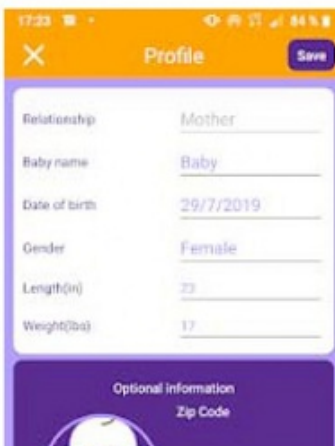 17:23 84%
Profile
Save
Relationship Mother
Baby name Baby
Date of birth 29/7/2019
Gender Female
Length(in) 23
Weight(lbs) 17
Optional information
Zip Code